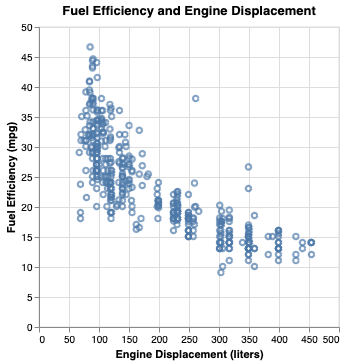 Fuel Efficiency and Engine Displacement
50
45
40
35
30
25
20
15
10
5
0
Fuel Efficiency (mpg)
0 50 100 150 200 250 300 350 400 450 500
Engine Displacement (liters)